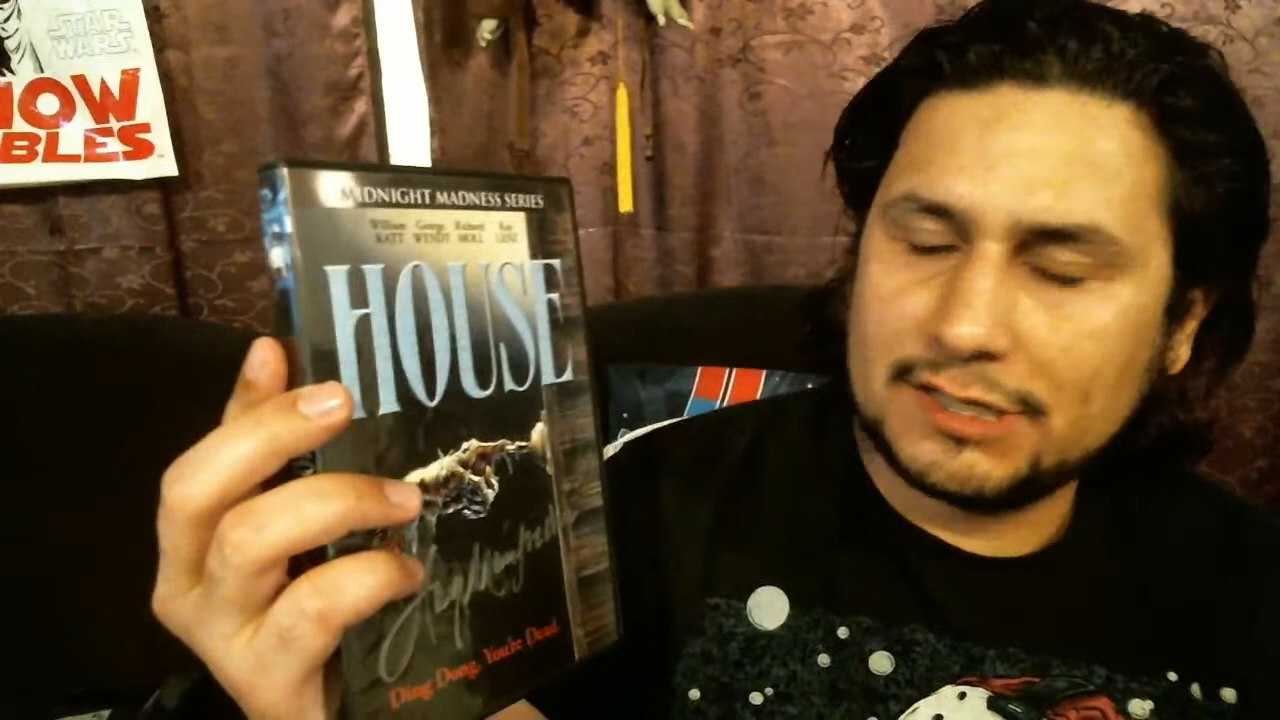 STAR
WARS
HOW
BLES
MIDNIGHT MADNESS SERIES
William George Richard Kay
KATT WENDT MOLL LENZ
HOUSE
Ding Dong, You're Dead